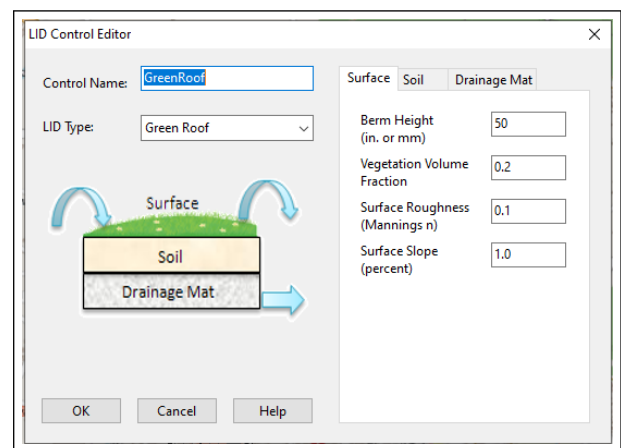 LID Control Editor
Control Name: GreenRoof
LID Type: Green Roof
Surface
Soil
Drainage Mat
OK Cancel Help
Surface Soil Drainage Mat
Berm Height 50
(in. or mm)
Vegetation Volume 0.2
Fraction
Surface Roughness 0.1
(Mannings n)
Surface Slope 1.0
(percent)